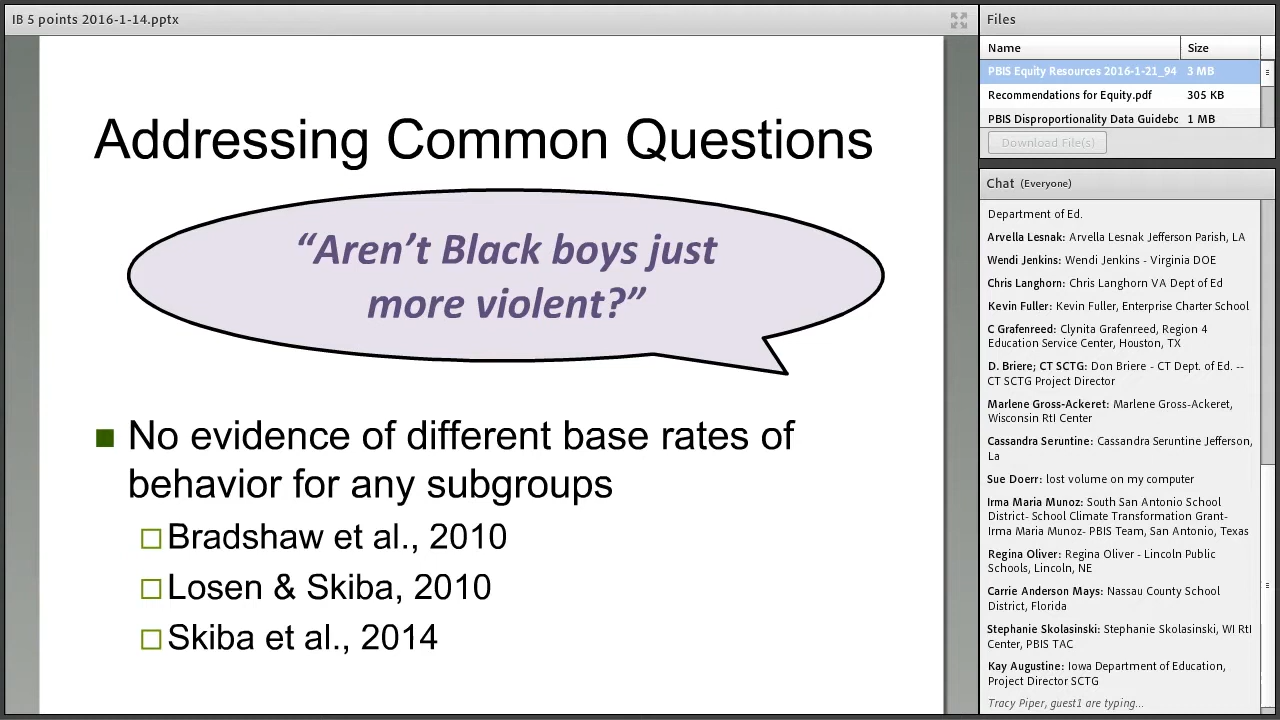 IB 5 points 2016-1-14.pptx
Addressing Common Questions
“Aren’t Black boys just
more violent?”
No evidence of different base rates of
behavior for any subgroups
Bradshaw et al., 2010
Losen & Skiba, 2010
Skiba et al., 2014
Files
Name Size
PBIS Equity Resources 2016-1-21_94 3 MB
Recommendations for Equity.pdf 305 KB
PBIS Disproportionality Data Guidebc 1 MB
Download File(s)
Chat (Everyone)
Department of Ed.
Arvella Lesnak: Arvella Lesnak Jefferson Parish, LA
Wendi Jenkins: Wendi Jenkins - Virginia DOE
Chris Langhorn: Chris Langhorn VA Dept of Ed
Kevin Fuller: Kevin Fuller, Enterprise Charter School
C Grafenreed: Clynita Grafenreed, Region 4
Education Service Center, Houston, TX
D. Briere; CT SCTG: Don Briere - CT Dept. of Ed. --
CT SCTG Project Director
Marlene Gross-Ackeret: Marlene Gross-Ackeret,
Wisconsin RtI Center
Cassandra Seruntine: Cassandra Seruntine Jefferson,
La
Sue Doerr: lost volume on my computer
Irma Maria Munoz: South San Antonio School
District- School Climate Transformation Grant-
Irma Maria Munoz- PBIS Team, San Antonio, Texas
Regina Oliver: Regina Oliver - Lincoln Public
Schools, Lincoln, NE
Carrie Anderson Mays: Nassau County School
District, Florida
Stephanie Skolasinski: Stephanie Skolasinski, WI RtI
Center, PBIS TAC
Kay Augustine: Iowa Department of Education,
Project Director SCTG
Tracy Piper, guest1 are typing...